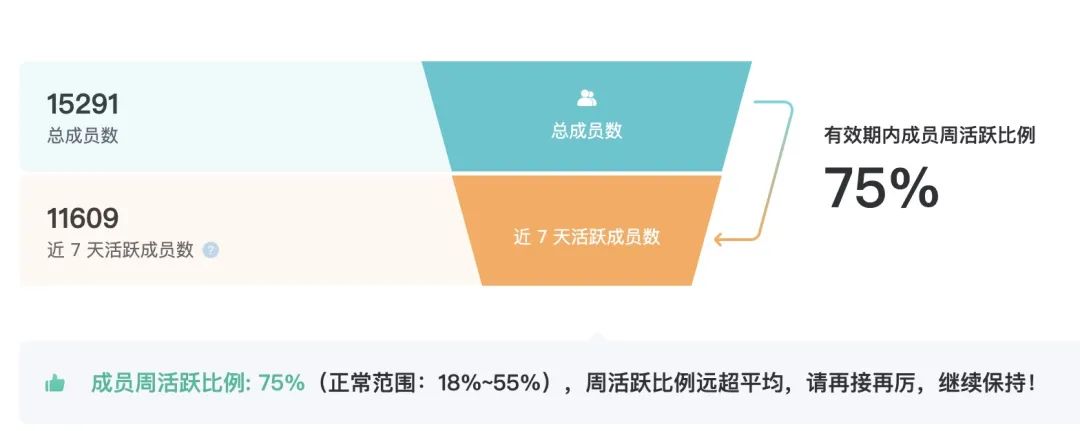 15291
总成员数
总成员数
有效期内成员周活跃比例
75%
11609
近 7 天活跃成员数 ?
近 7 天活跃成员数
成员周活跃比例: 75%（正常范围：18%~55%），周活跃比例远超平均，请再接再厉，继续保持！